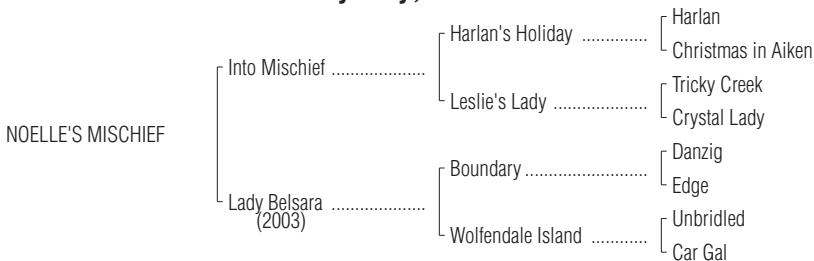 Harlan
Harlan's Holiday ............
Christmas in Aiken
Into Mischief ....................
Tricky Creek
Leslie's Lady .................
Crystal Lady
NOELLE'S MISCHIEF
Danzig
Boundary ......................
Edge
Lady Belsara ....................
(2003)
Unbridled
Wolfendale Island ...........
Car Gal